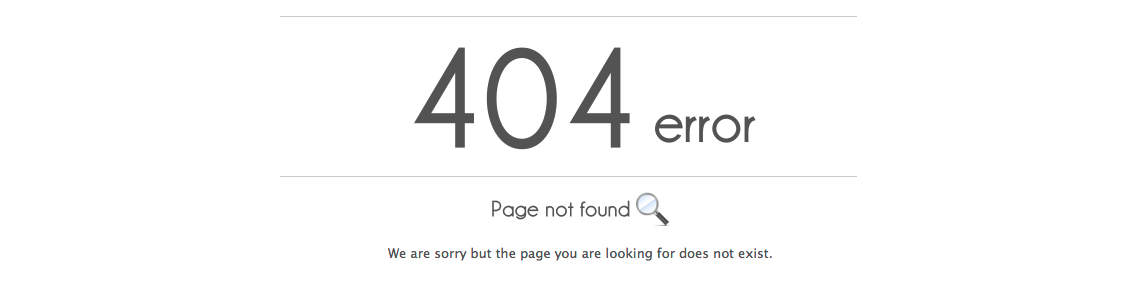 404 error
Page not found
We are sorry but the page you are looking for does not exist.